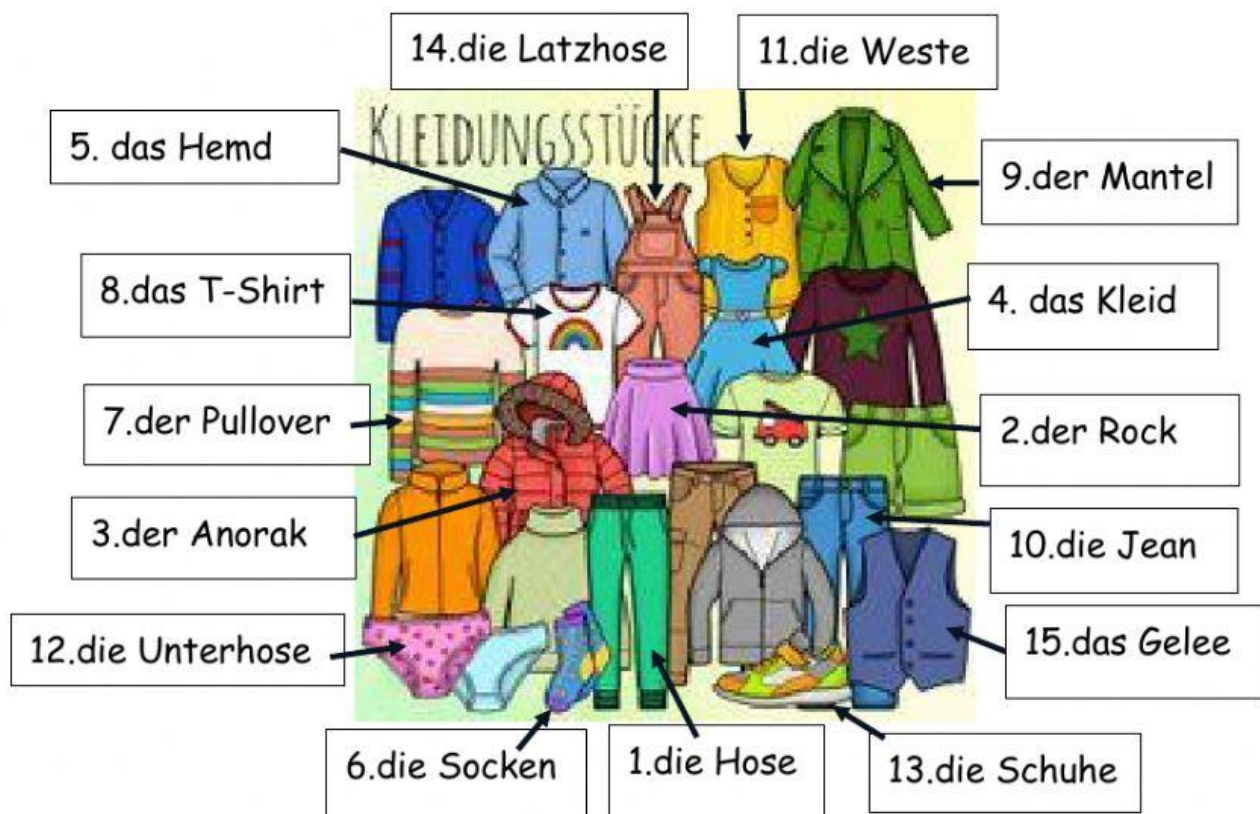 14.die Latzhose
11.die Weste
KLEIDUNGSSTÜCKE
5. das Hemd
9.der Mantel
8.das T-Shirt
4. das Kleid
7.der Pullover
2.der Rock
3.der Anorak
10.die Jean
12.die Unterhose
15.das Gelee
6.die Socken
1.die Hose
13.die Schuhe